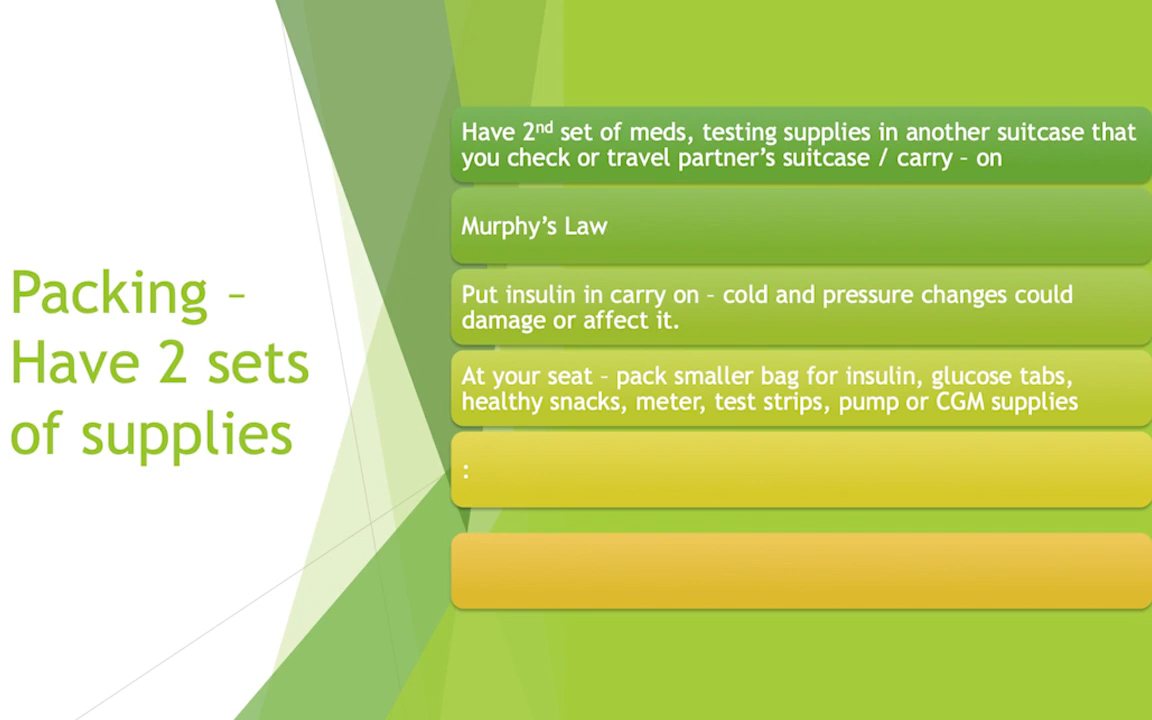 Packing –
Have 2 sets
of supplies
Have 2nd set of meds, testing supplies in another suitcase that
you check or travel partner's suitcase / carry – on
Murphy's Law
Put insulin in carry on – cold and pressure changes could
damage or affect it.
At your seat – pack smaller bag for insulin, glucose tabs,
healthy snacks, meter, test strips, pump or CGM supplies
: